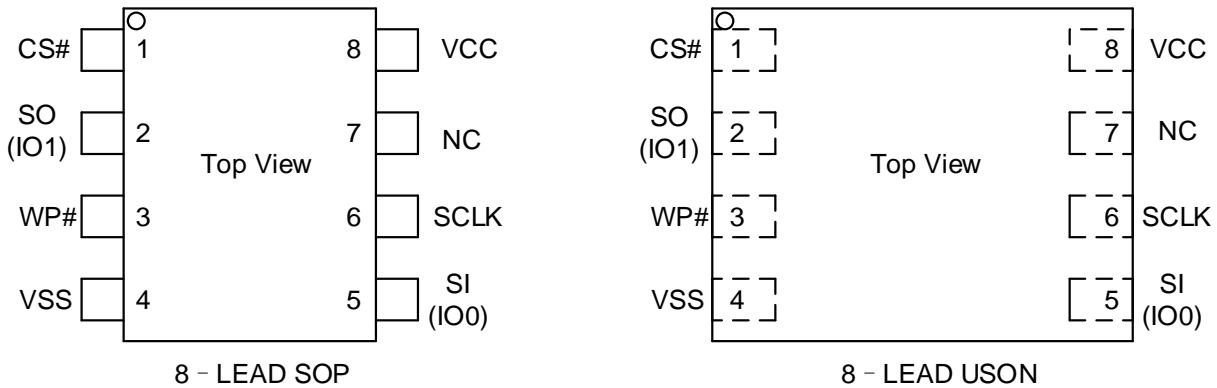 CS# 1 8 VCC
SO
(IO1) 2 7 NC
Top View
WP# 3 6 SCLK
VSS 4 5 SI
(IO0)
8 – LEAD SOP
CS# 1 8 VCC
SO
(IO1) 2 7 NC
Top View
WP# 3 6 SCLK
VSS 4 5 SI
(IO0)
8 – LEAD USON